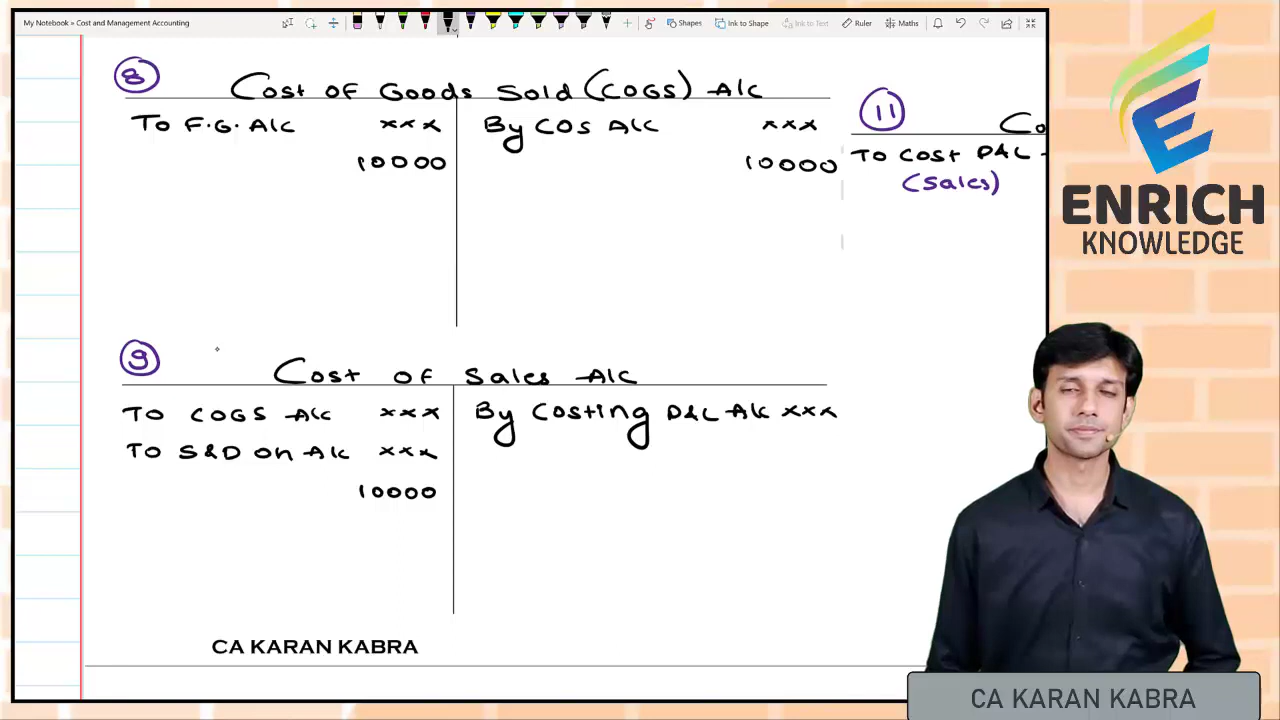 My Notebook » Cost and Management Accounting
Shapes
Ink to Shape
Ink to Text
Ruler
Maths
8
Cost of Goods Sold (COGS) A/c
To F.G. A/c xxx
By COS A/c xxx
10000
10000
11
Co
To Cost P&L
(Sales)
ENRICH
KNOWLEDGE
9
Cost of Sales A/c
To COGS A/c xxx
By Costing P&L A/c xxx
To S&D OH A/c xxx
10000
CA KARAN KABRA
CA KARAN KABRA